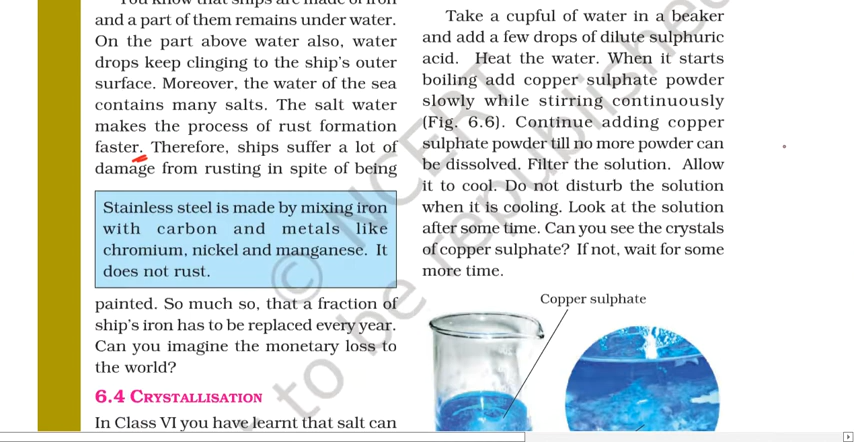 You know that ships are made of iron
and a part of them remains under water.
On the part above water also, water
drops keep clinging to the ship's outer
surface. Moreover, the water of the sea
contains many salts. The salt water
makes the process of rust formation
faster. Therefore, ships suffer a lot of
damage from rusting in spite of being
Stainless steel is made by mixing iron
with carbon and metals like
chromium, nickel and manganese. It
does not rust.
painted. So much so, that a fraction of
ship's iron has to be replaced every year.
Can you imagine the monetary loss to
the world?
6.4 CRYSTALLISATION
In Class VI you have learnt that salt can
Take a cupful of water in a beaker
and add a few drops of dilute sulphuric
acid. Heat the water. When it starts
boiling add copper sulphate powder
slowly while stirring continuously
(Fig. 6.6). Continue adding copper
sulphate powder till no more powder can
be dissolved. Filter the solution. Allow
it to cool. Do not disturb the solution
when it is cooling. Look at the solution
after some time. Can you see the crystals
of copper sulphate? If not, wait for some
more time.
Copper sulphate
© NCERT
to be republished